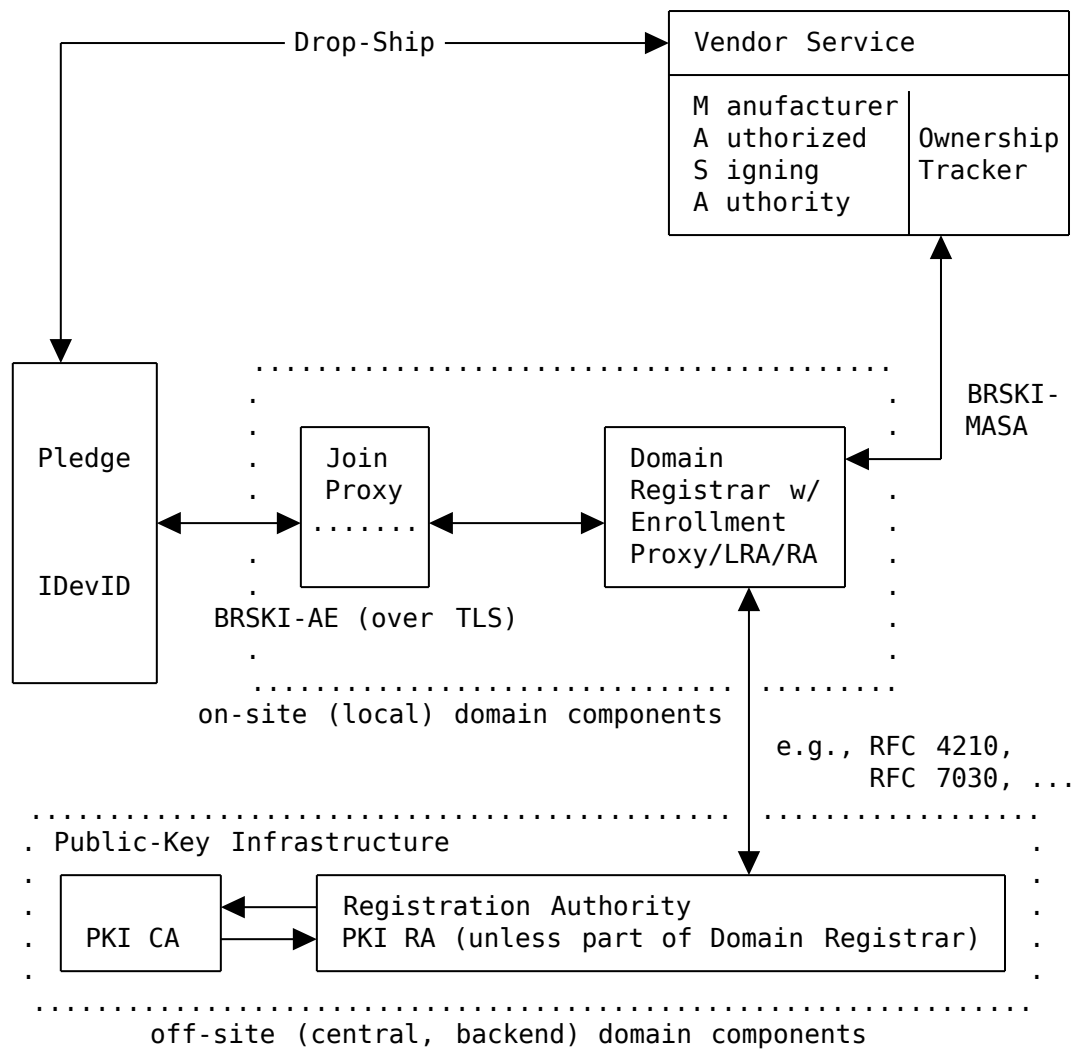 Drop-Ship
Vendor Service
M anufacturer
A uthorized
S igning
A uthority
Ownership
Tracker
BRSKI-
MASA
Pledge
IDevID
Join
Proxy
.......
Domain
Registrar w/
Enrollment
Proxy/LRA/RA
BRSKI-AE (over TLS)
on-site (local) domain components
e.g., RFC 4210,
RFC 7030, ...
Public-Key Infrastructure
PKI CA
Registration Authority
PKI RA (unless part of Domain Registrar)
off-site (central, backend) domain components